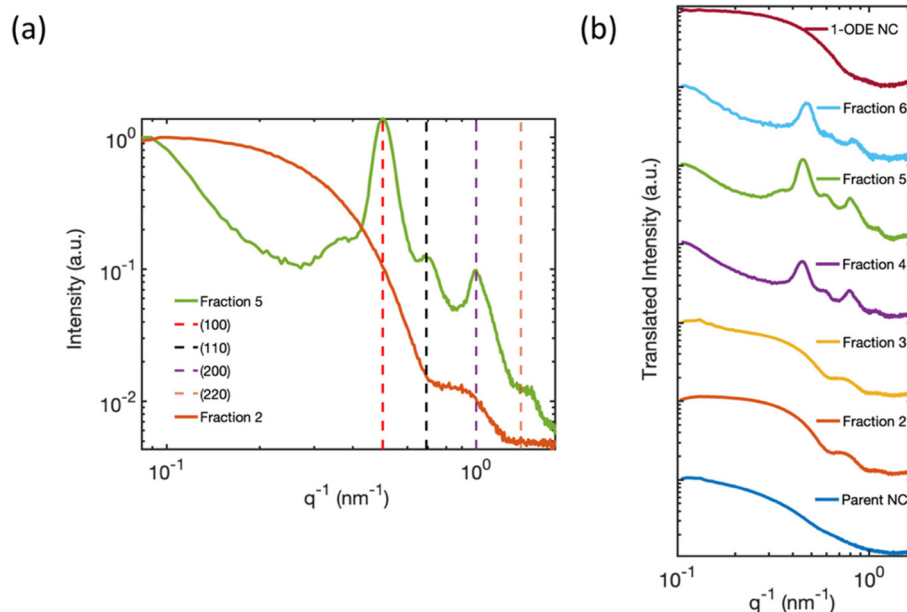 (a)
(b)
Intensity (a.u.)
10⁰
10⁻¹
10⁻²
Fraction 5
(100)
(110)
(200)
(220)
Fraction 2
10⁻¹
10⁰
q⁻¹ (nm⁻¹)
Translated Intensity (a.u.)
1-ODE NC
Fraction 6
Fraction 5
Fraction 4
Fraction 3
Fraction 2
Parent NC
10⁻¹
10⁰
q⁻¹ (nm⁻¹)